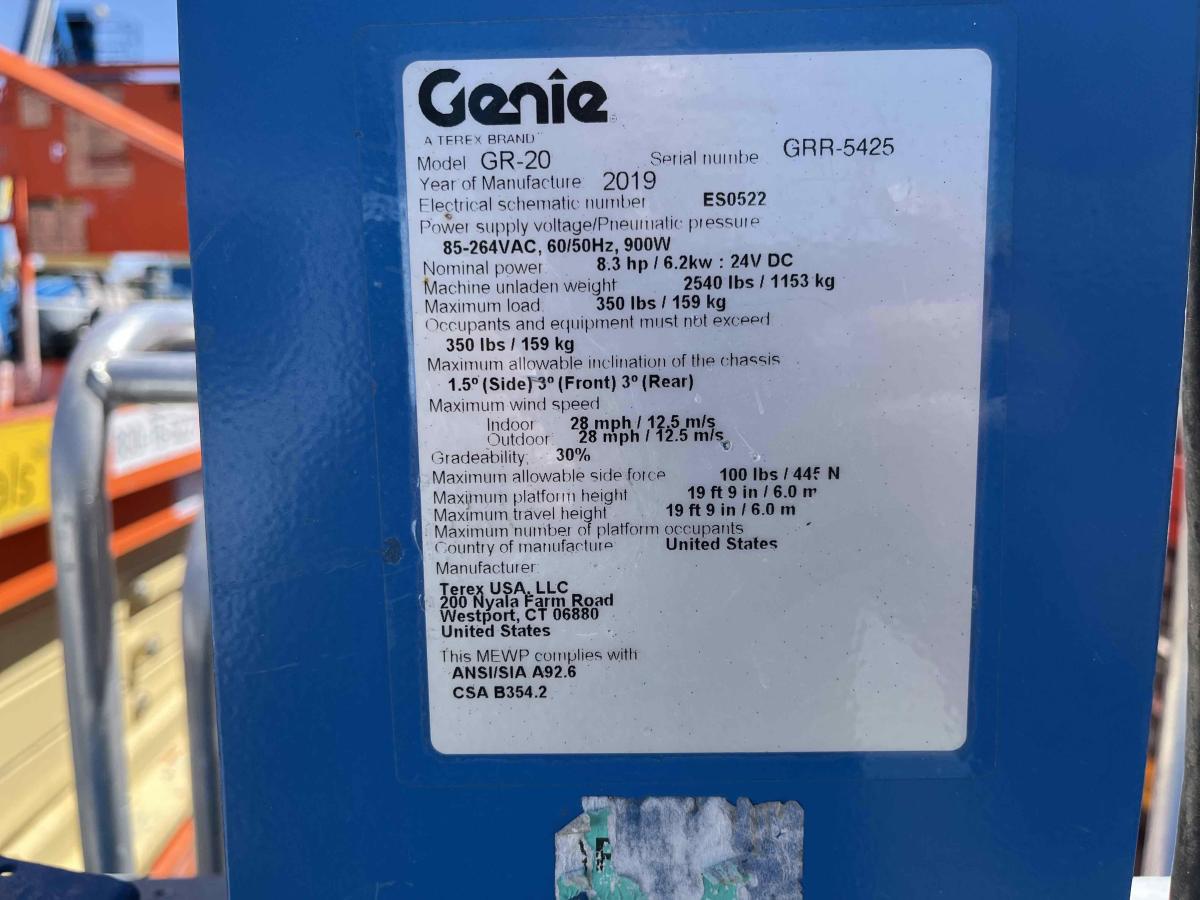 Genie
A TEREX BRAND
Model GR-20 Serial numbe GRR-5425
Year of Manufacture 2019
Electrical schematic number ES0522
Power supply voltage/Pneumatic pressure
85-264VAC, 60/50Hz, 900W
Nominal power 8.3 hp / 6.2kw : 24V DC
Machine unladen weight 2540 lbs / 1153 kg
Maximum load 350 lbs / 159 kg
Occupants and equipment must not exceed
350 lbs / 159 kg
Maximum allowable inclination of the chassis
1.5º (Side) 3º (Front) 3º (Rear)
Maximum wind speed
Indoor 28 mph / 12.5 m/s
Outdoor 28 mph / 12.5 m/s
Gradeability: 30%
Maximum allowable side force 100 lbs / 445 N
Maximum platform height 19 ft 9 in / 6.0 m
Maximum travel height 19 ft 9 in / 6.0 m
Maximum number of platform occupants
Country of manufacture United States
Manufacturer:
Terex USA, LLC
200 Nyala Farm Road
Westport, CT 06880
United States
This MEWP complies with
ANSI/SIA A92.6
CSA B354.2